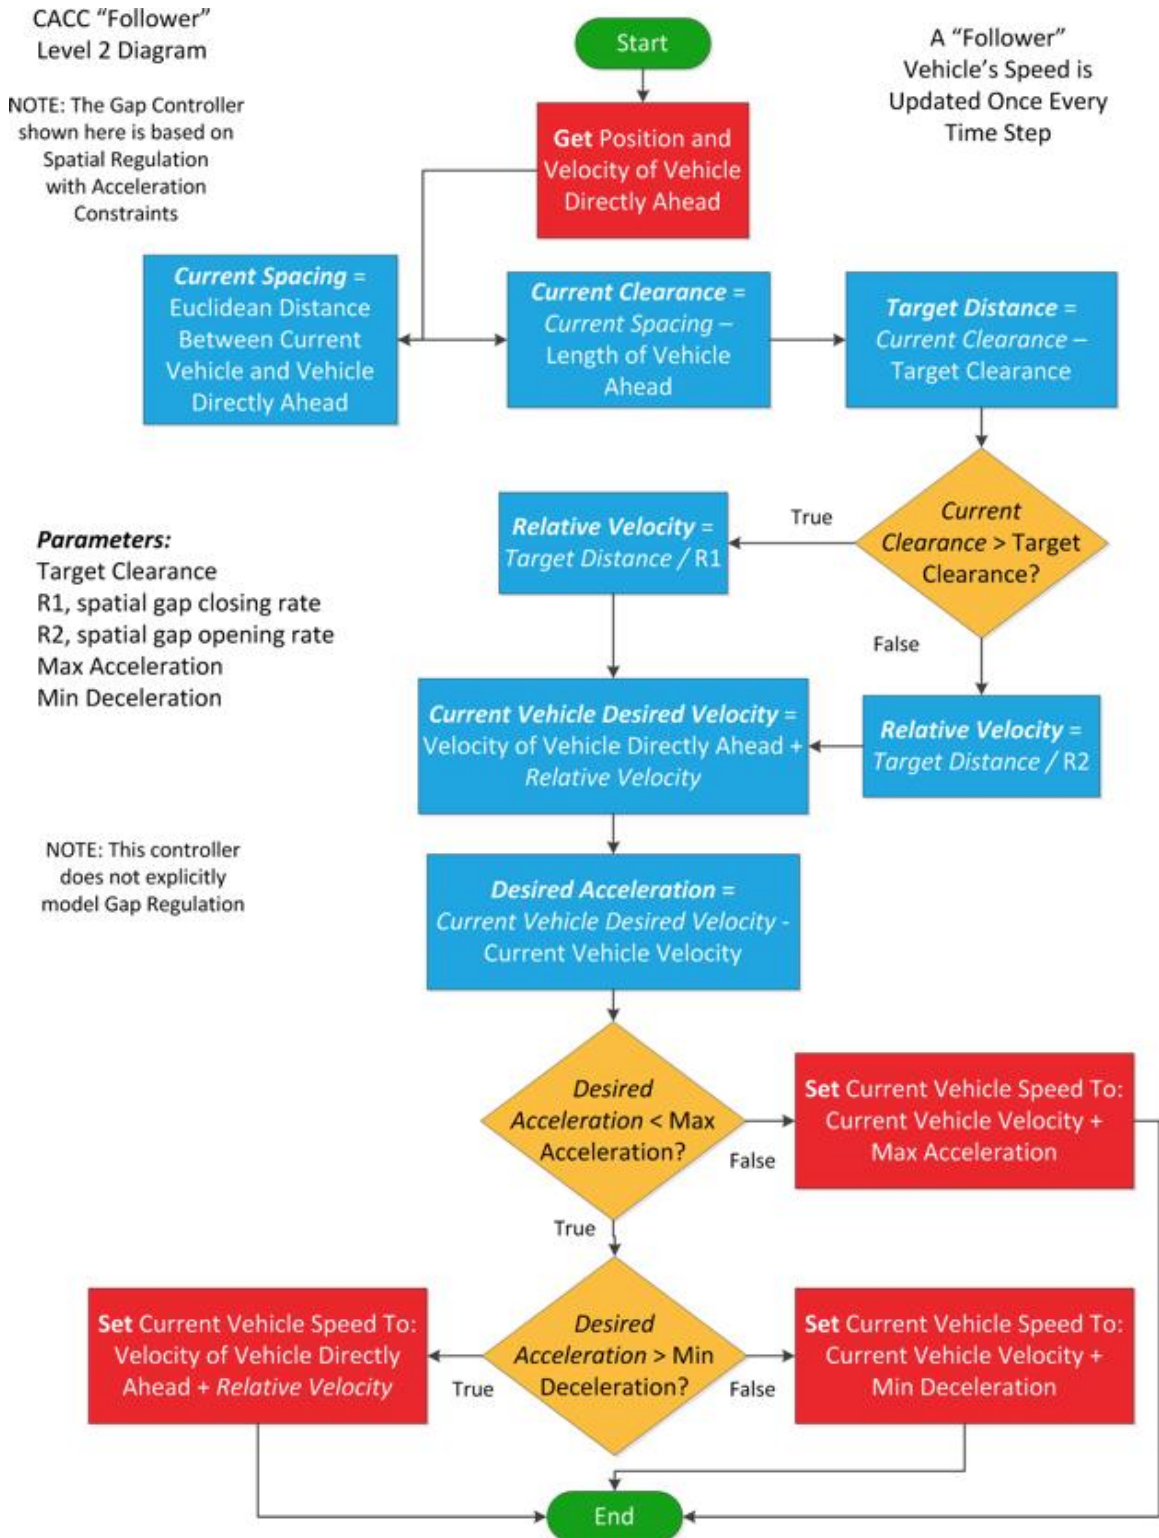 CACC “Follower”
Level 2 Diagram
Start
A “Follower”
Vehicle’s Speed is
Updated Once Every
Time Step
NOTE: The Gap Controller
shown here is based on
Spatial Regulation
with Acceleration
Constraints
Get Position and
Velocity of Vehicle
Directly Ahead
Current Spacing =
Euclidean Distance
Between Current
Vehicle and Vehicle
Directly Ahead
Current Clearance =
Current Spacing –
Length of Vehicle
Ahead
Target Distance =
Current Clearance –
Target Clearance
Current
Clearance > Target
Clearance?
True
False
Relative Velocity =
Target Distance / R1
Parameters:
Target Clearance
R1, spatial gap closing rate
R2, spatial gap opening rate
Max Acceleration
Min Deceleration
Relative Velocity =
Target Distance / R2
Current Vehicle Desired Velocity =
Velocity of Vehicle Directly Ahead +
Relative Velocity
NOTE: This controller
does not explicitly
model Gap Regulation
Desired Acceleration =
Current Vehicle Desired Velocity -
Current Vehicle Velocity
Desired
Acceleration < Max
Acceleration?
False
True
Set Current Vehicle Speed To:
Current Vehicle Velocity +
Max Acceleration
Desired
Acceleration > Min
Deceleration?
True
False
Set Current Vehicle Speed To:
Velocity of Vehicle Directly
Ahead + Relative Velocity
Set Current Vehicle Speed To:
Current Vehicle Velocity +
Min Deceleration
End